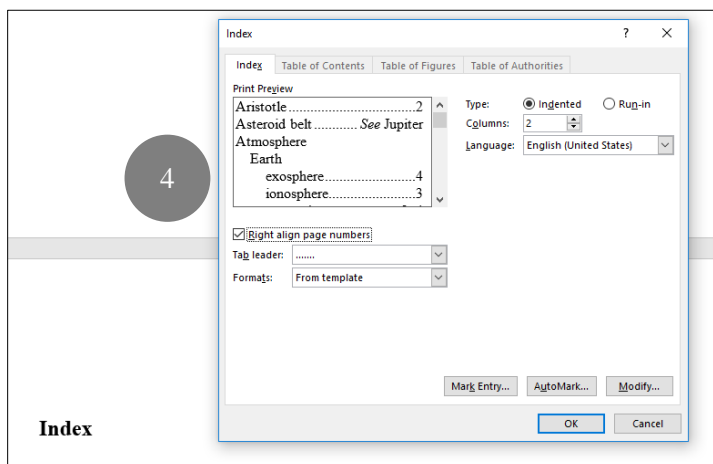 Index
? ×
Index Table of Contents Table of Figures Table of Authorities
Print Preview
Aristotle..................2
Asteroid belt ........... See Jupiter
Atmosphere
Earth
exosphere................4
ionosphere...............3
Type: Indented Run-in
Columns: 2
Language: English (United States)
4
Right align page numbers
Tab leader: .......
Formats: From template
Mark Entry... AutoMark... Modify...
OK Cancel
Index